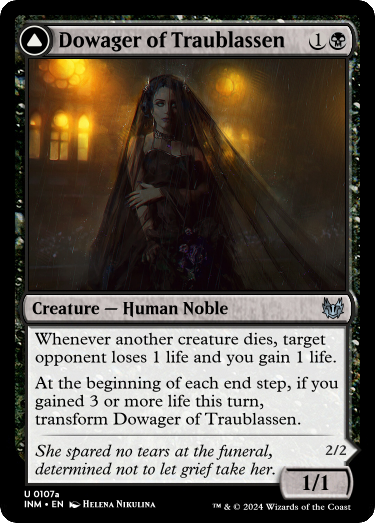 Dowager of Traublassen 1
Creature — Human Noble
Whenever another creature dies, target
opponent loses 1 life and you gain 1 life.
At the beginning of each end step, if you
gained 3 or more life this turn,
transform Dowager of Traublassen.
She spared no tears at the funeral,
determined not to let grief take her.
2/2
1/1
U 0107a
INM • EN Helena Nikulina
™ & © 2024 Wizards of the Coast